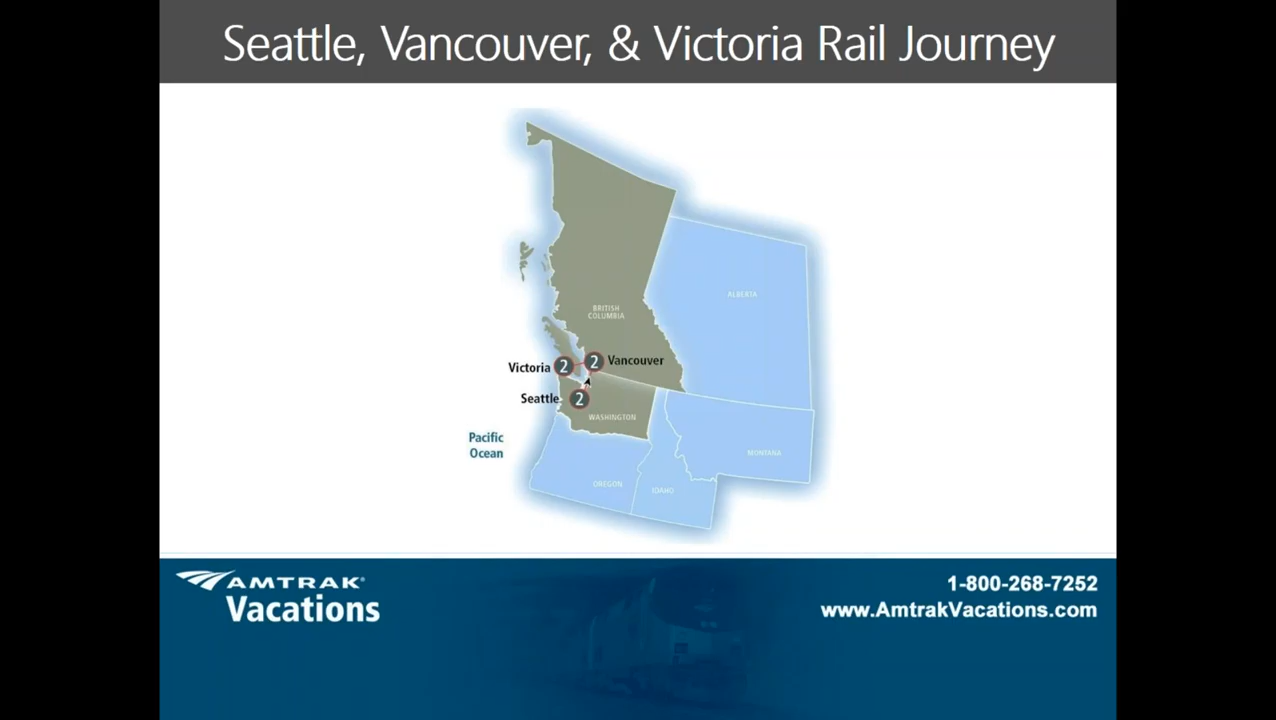 Seattle, Vancouver, & Victoria Rail Journey
ALBERTA
BRITISH
COLUMBIA
Victoria 2 2 Vancouver
Seattle 2
WASHINGTON
Pacific
Ocean
MONTANA
OREGON
IDAHO
AMTRAK®
Vacations
1-800-268-7252
www.AmtrakVacations.com